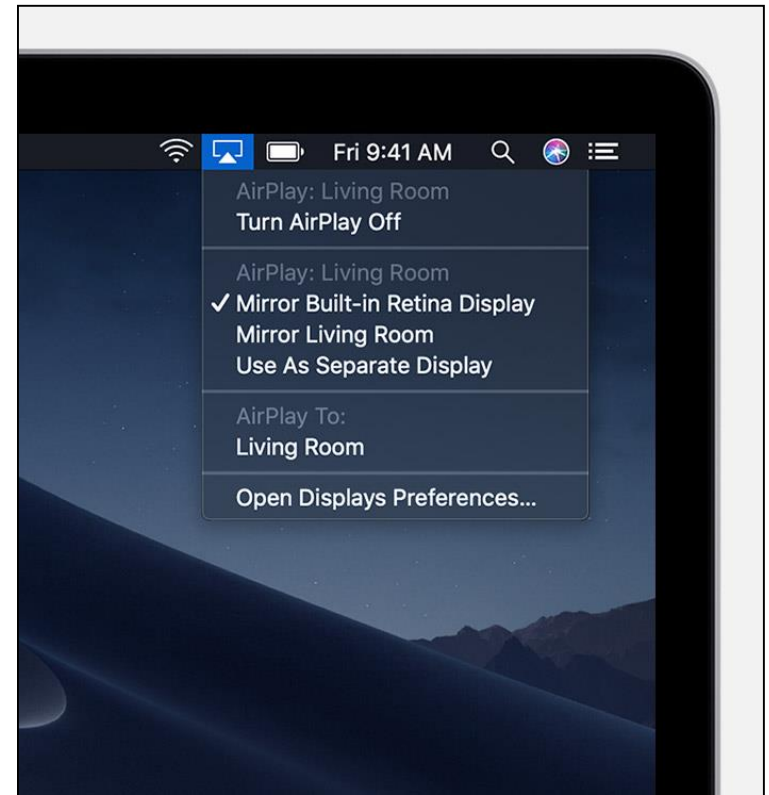 Fri 9:41 AM
AirPlay: Living Room
Turn AirPlay Off
AirPlay: Living Room
✓ Mirror Built-in Retina Display
Mirror Living Room
Use As Separate Display
AirPlay To:
Living Room
Open Displays Preferences...